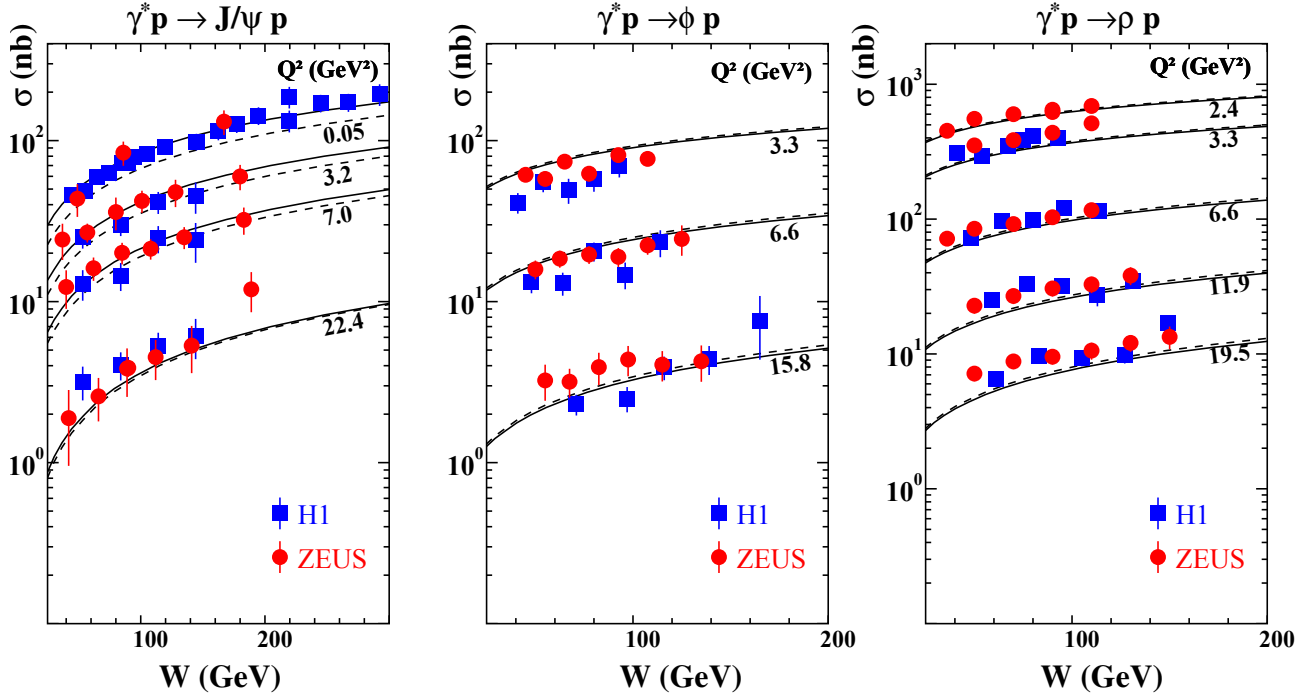 γ*p → J/ψ p
σ (nb)
Q² (GeV²)
0.05
3.2
7.0
22.4
10²
10¹
10⁰
H1
ZEUS
100
200
W (GeV)
γ*p →ϕ p
σ (nb)
Q² (GeV²)
3.3
6.6
15.8
10²
10¹
10⁰
H1
ZEUS
100
200
W (GeV)
γ*p →ρ p
σ (nb)
Q² (GeV²)
2.4
3.3
6.6
11.9
19.5
10³
10²
10¹
10⁰
H1
ZEUS
100
200
W (GeV)